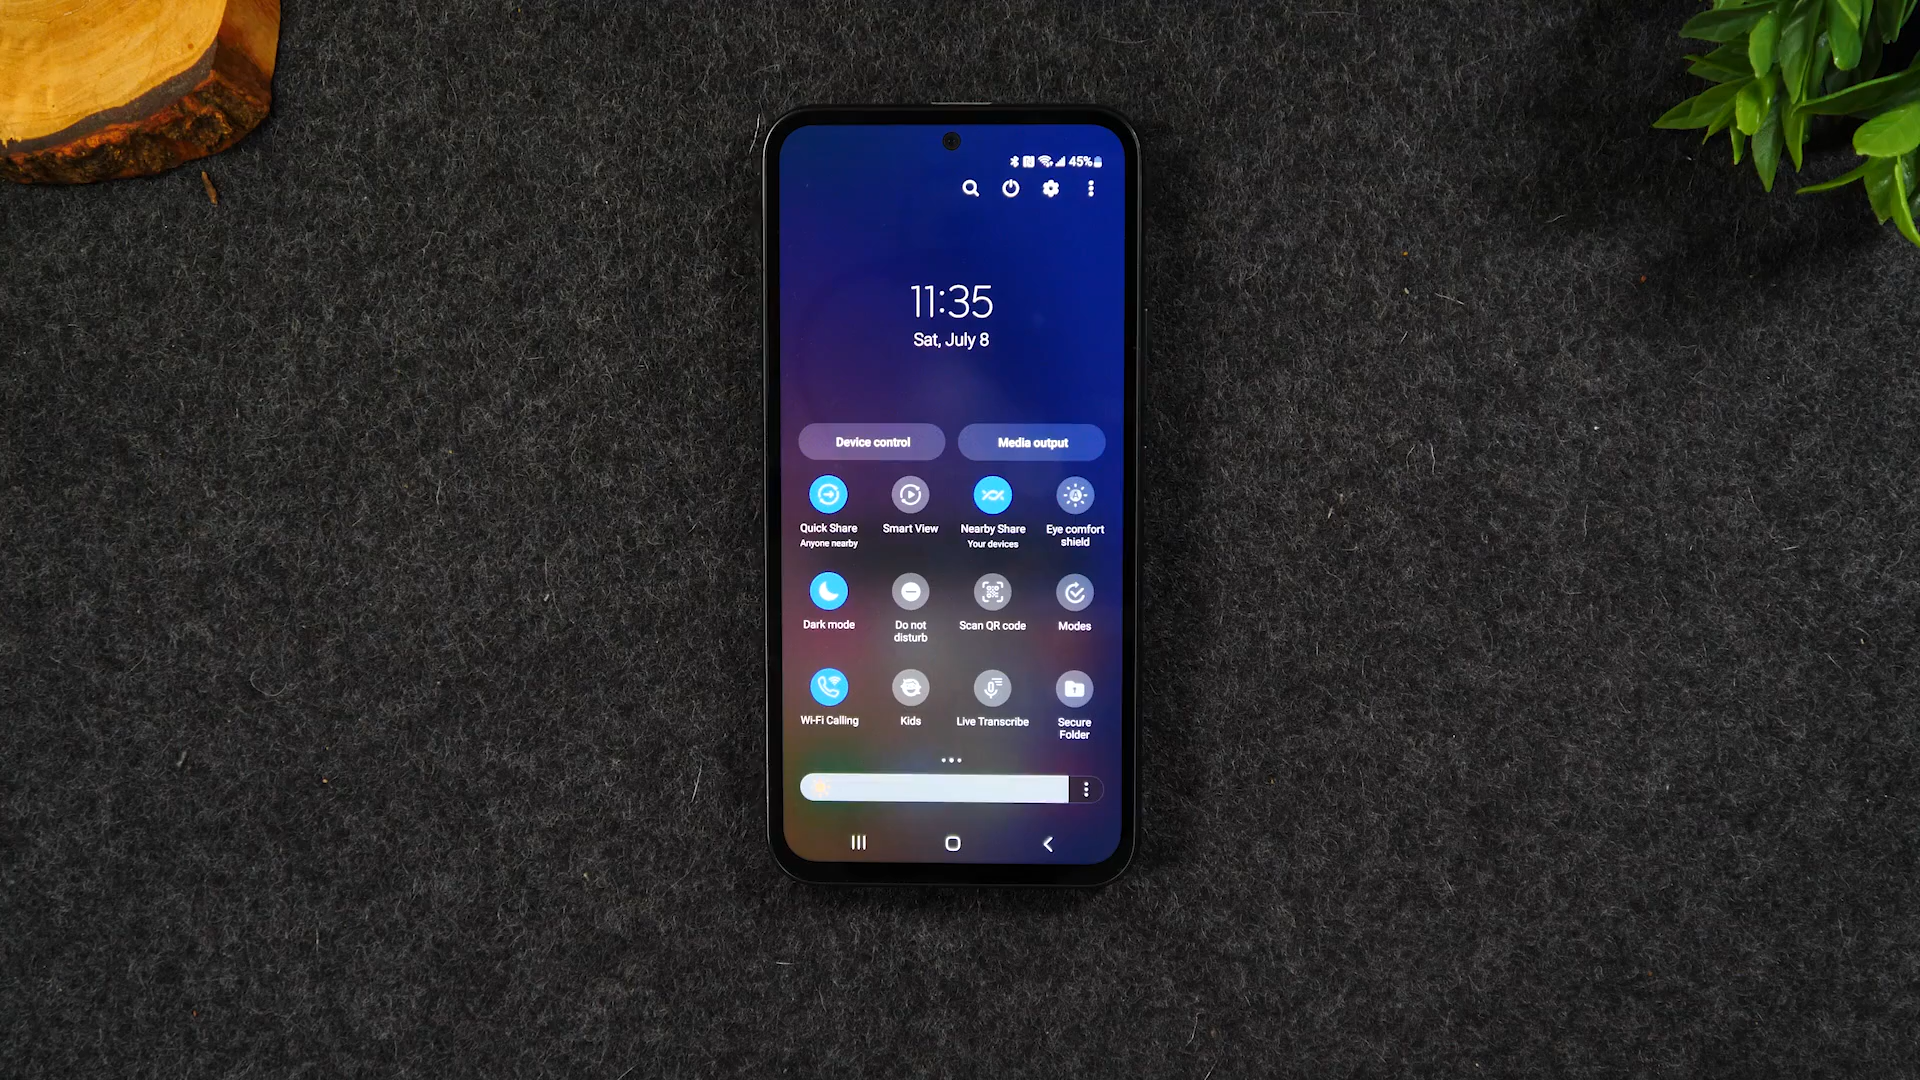 45%
11:35
Sat, July 8
Device control
Media output
Quick Share
Anyone nearby
Smart View
Nearby Share
Your devices
Eye comfort
shield
Dark mode
Do not
disturb
Scan QR code
Modes
Wi-Fi Calling
Kids
Live Transcribe
Secure
Folder